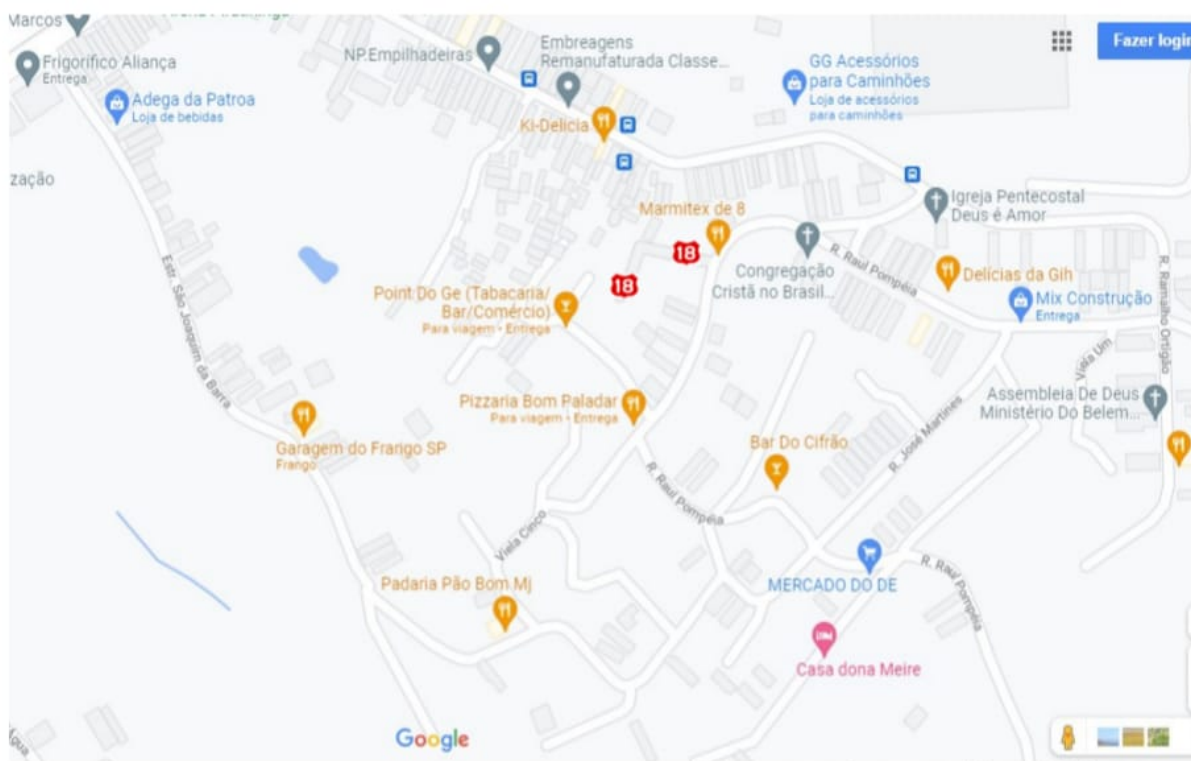 Marcos
Frigorífico Aliança
Entrega
Adega da Patroa
Loja de bebidas
zação
NP.Empilhadeiras
Embreagens
Remanufaturada Classe...
Ki-Delicia
GG Acessórios
para Caminhões
Loja de acessórios
para caminhões
Fazer login
Igreja Pentecostal
Deus é Amor
Marmitex de 8
18
18
Congregação
Cristã no Brasil...
R. Raul Pompéia
Delícias da Gih
Mix Construção
Entrega
R. Ramalho Ortigão
Estr. São Joaquim da Barra
Point Do Ge (Tabacaria/
Bar/Comércio)
Para viagem - Entrega
Pizzaria Bom Paladar
Para viagem - Entrega
Garagem do Frango SP
Frango
Bar Do Cifrão
R. José Martines
Viela Um
Assembleia De Deus
Ministério Do Belem...
R. Raul Pompéia
Viela Cinco
Padaria Pão Bom Mj
MERCADO DO DE
R. Raul Pompéia
Casa dona Meire
Google